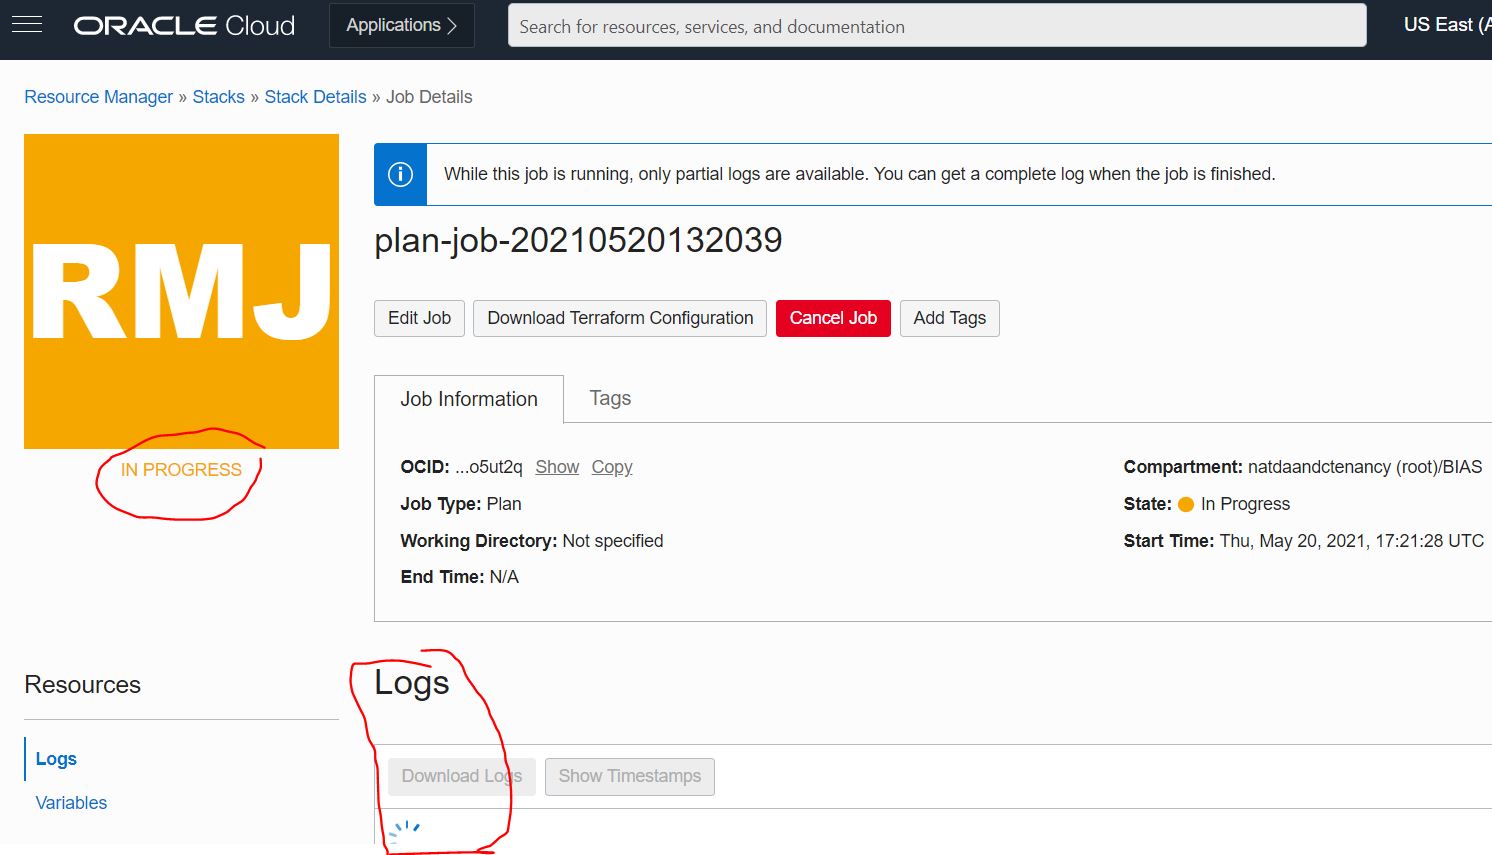 ORACLE Cloud Applications Search for resources, services, and documentation US East (A
Resource Manager » Stacks » Stack Details » Job Details
RMJ
IN PROGRESS
While this job is running, only partial logs are available. You can get a complete log when the job is finished.
plan-job-20210520132039
Edit Job Download Terraform Configuration Cancel Job Add Tags
Job Information Tags
OCID: ...o5ut2q Show Copy
Job Type: Plan
Working Directory: Not specified
End Time: N/A
Compartment: natdaandctenancy (root)/BIAS
State: In Progress
Start Time: Thu, May 20, 2021, 17:21:28 UTC
Resources
Logs
Variables
Logs
Download Logs Show Timestamps